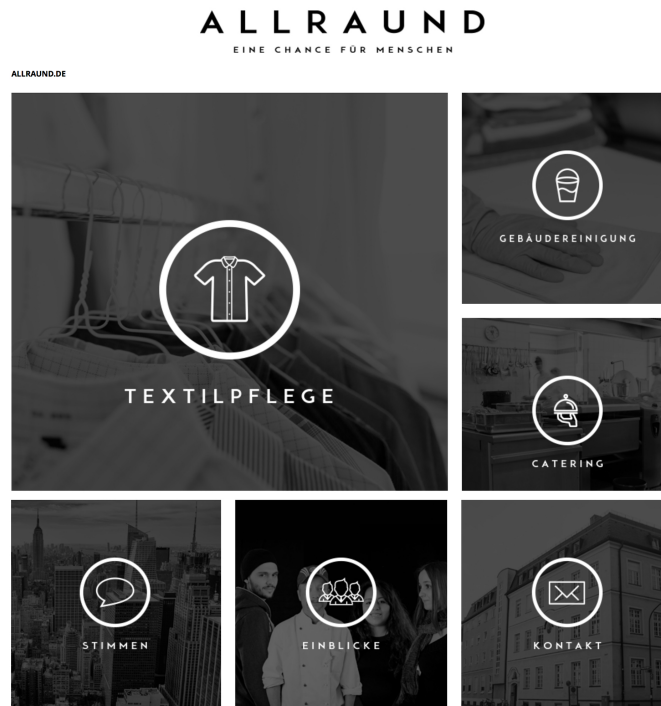 ALLRAUND
EINE CHANCE FÜR MENSCHEN
ALLRAUND.DE
TEXTILPFLEGE
GEBÄUDEREINIGUNG
CATERING
STIMMEN
EINBLICKE
KONTAKT